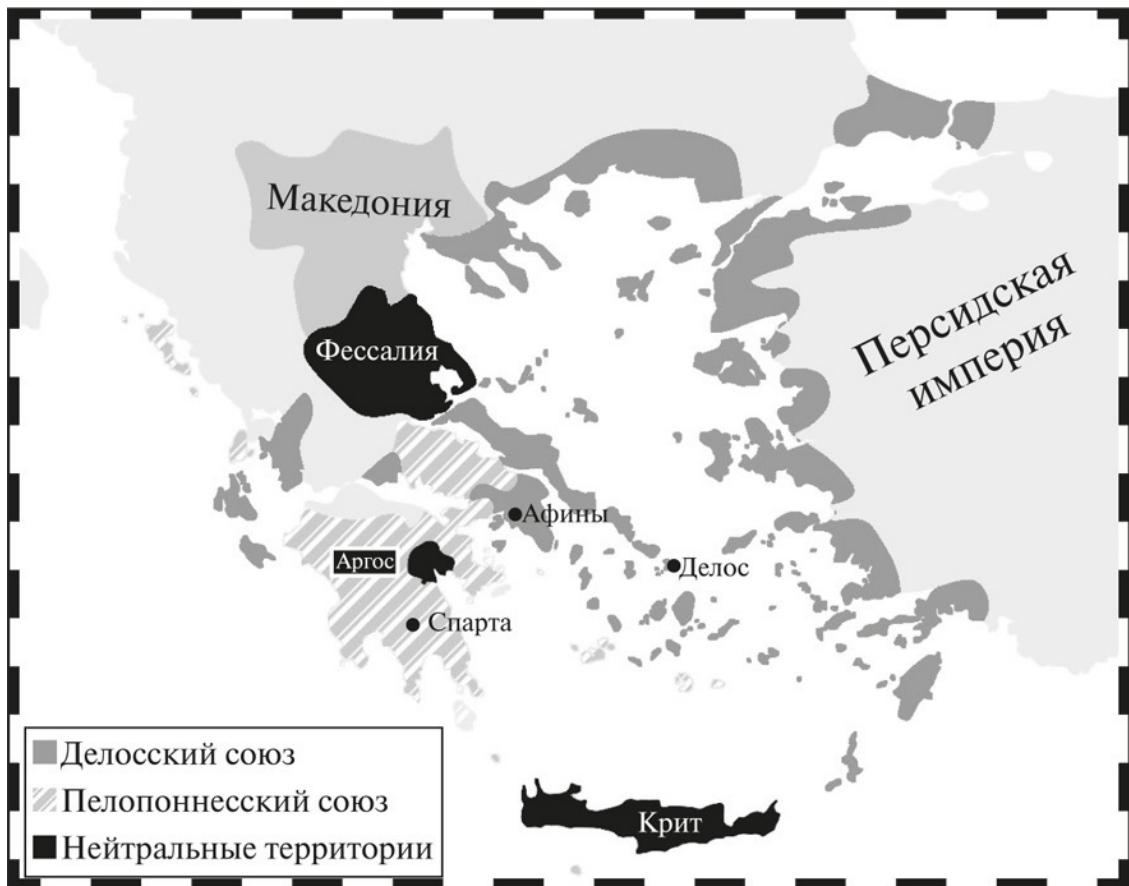 Македония
Персидская
империя
Фессалия
Афины
Аргос
Делос
Спарта
Делосский союз
Пелопоннесский союз
Нейтральные территории
Крит